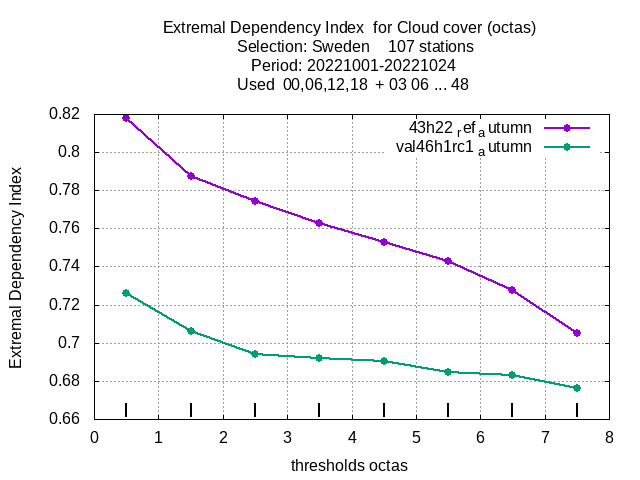 Extremal Dependency Index  for Cloud cover (octas)
Selection: Sweden    107 stations
Period: 20221001-20221024
Used  00,06,12,18  + 03 06 ... 48
43h22 ref autumn
val46h1rc1 autumn
0.82
0.8
0.78
0.76
0.74
0.72
0.7
0.68
0.66
Extremal Dependency Index
0 1 2 3 4 5 6 7 8
thresholds octas